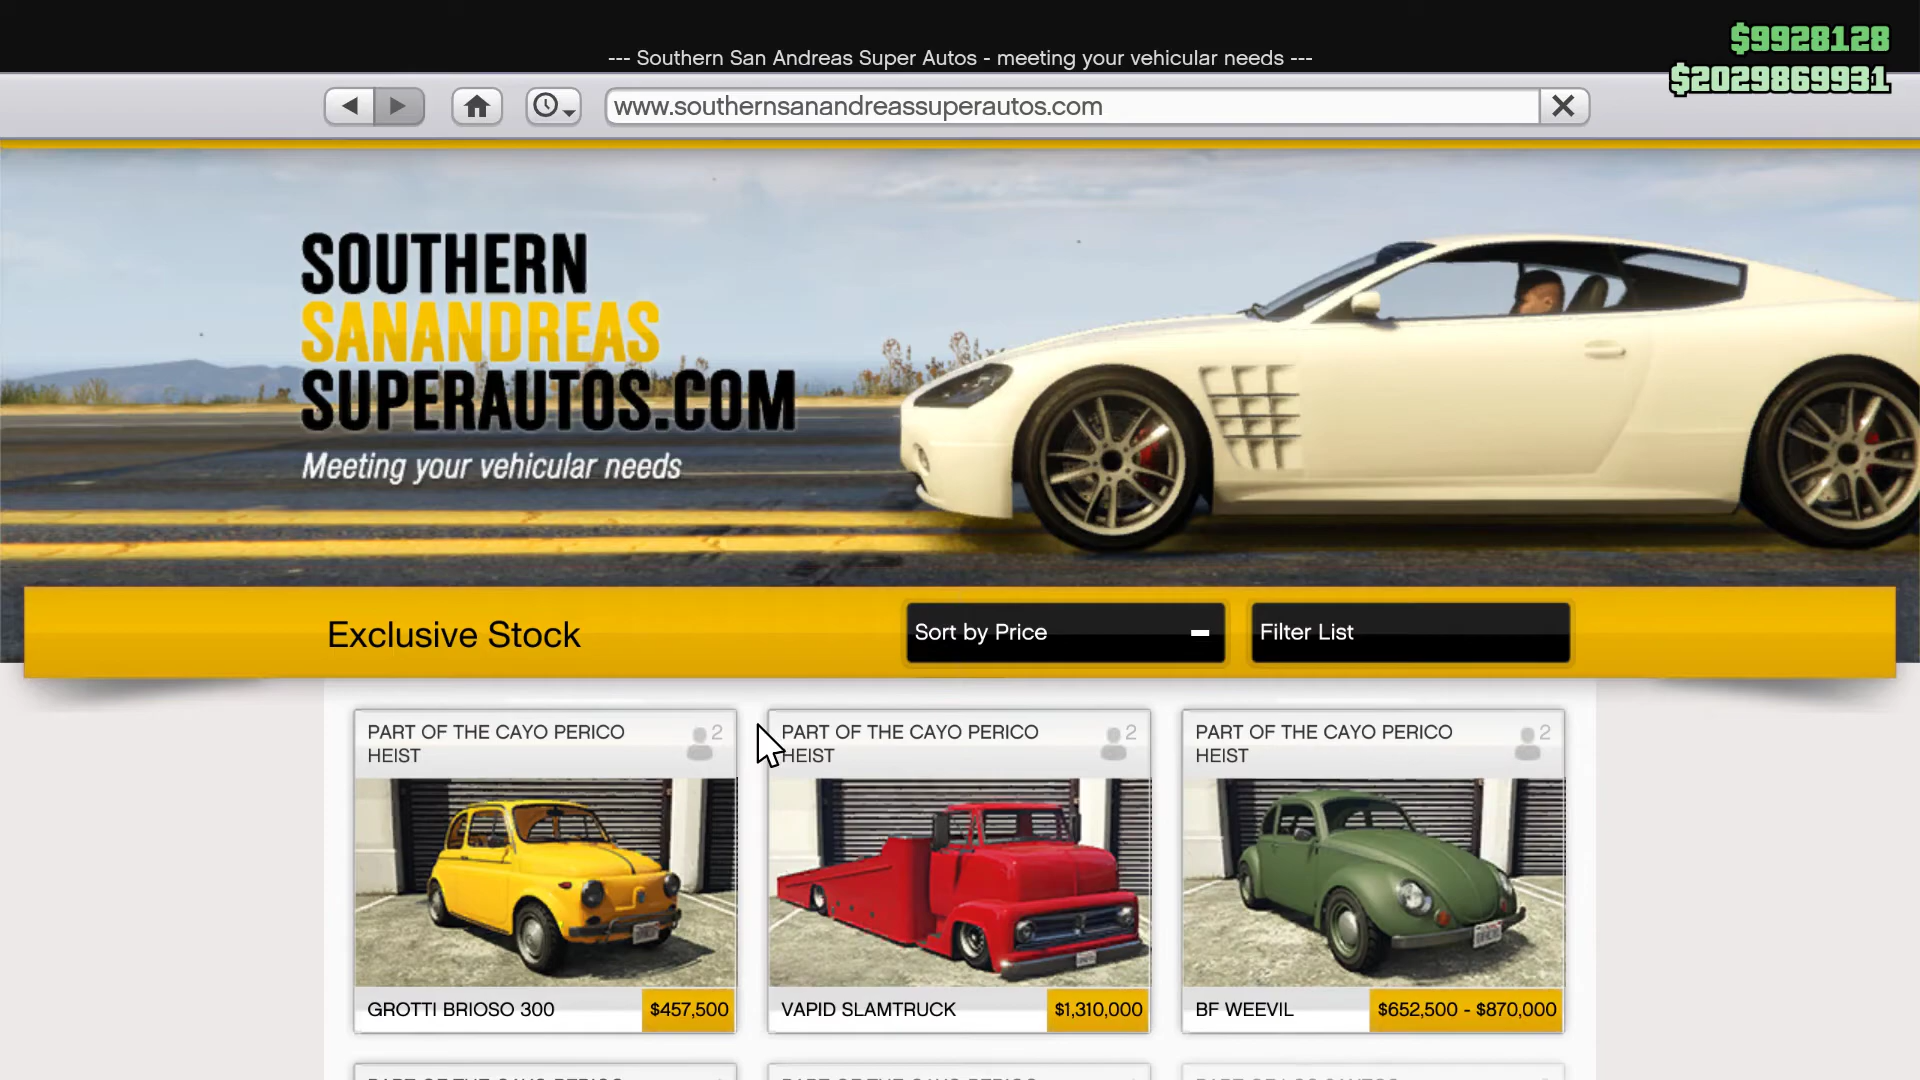 --- Southern San Andreas Super Autos - meeting your vehicular needs ---
$9928128
$2029869931
www.southernsanandreassuperautos.com
SOUTHERN
SANANDREAS
SUPERAUTOS.COM
Meeting your vehicular needs
Exclusive Stock
Sort by Price
Filter List
PART OF THE CAYO PERICO
HEIST
2
PART OF THE CAYO PERICO
HEIST
2
PART OF THE CAYO PERICO
HEIST
2
GROTTI BRIOSO 300
$457,500
VAPID SLAMTRUCK
$1,310,000
BF WEEVIL
$652,500 - $870,000